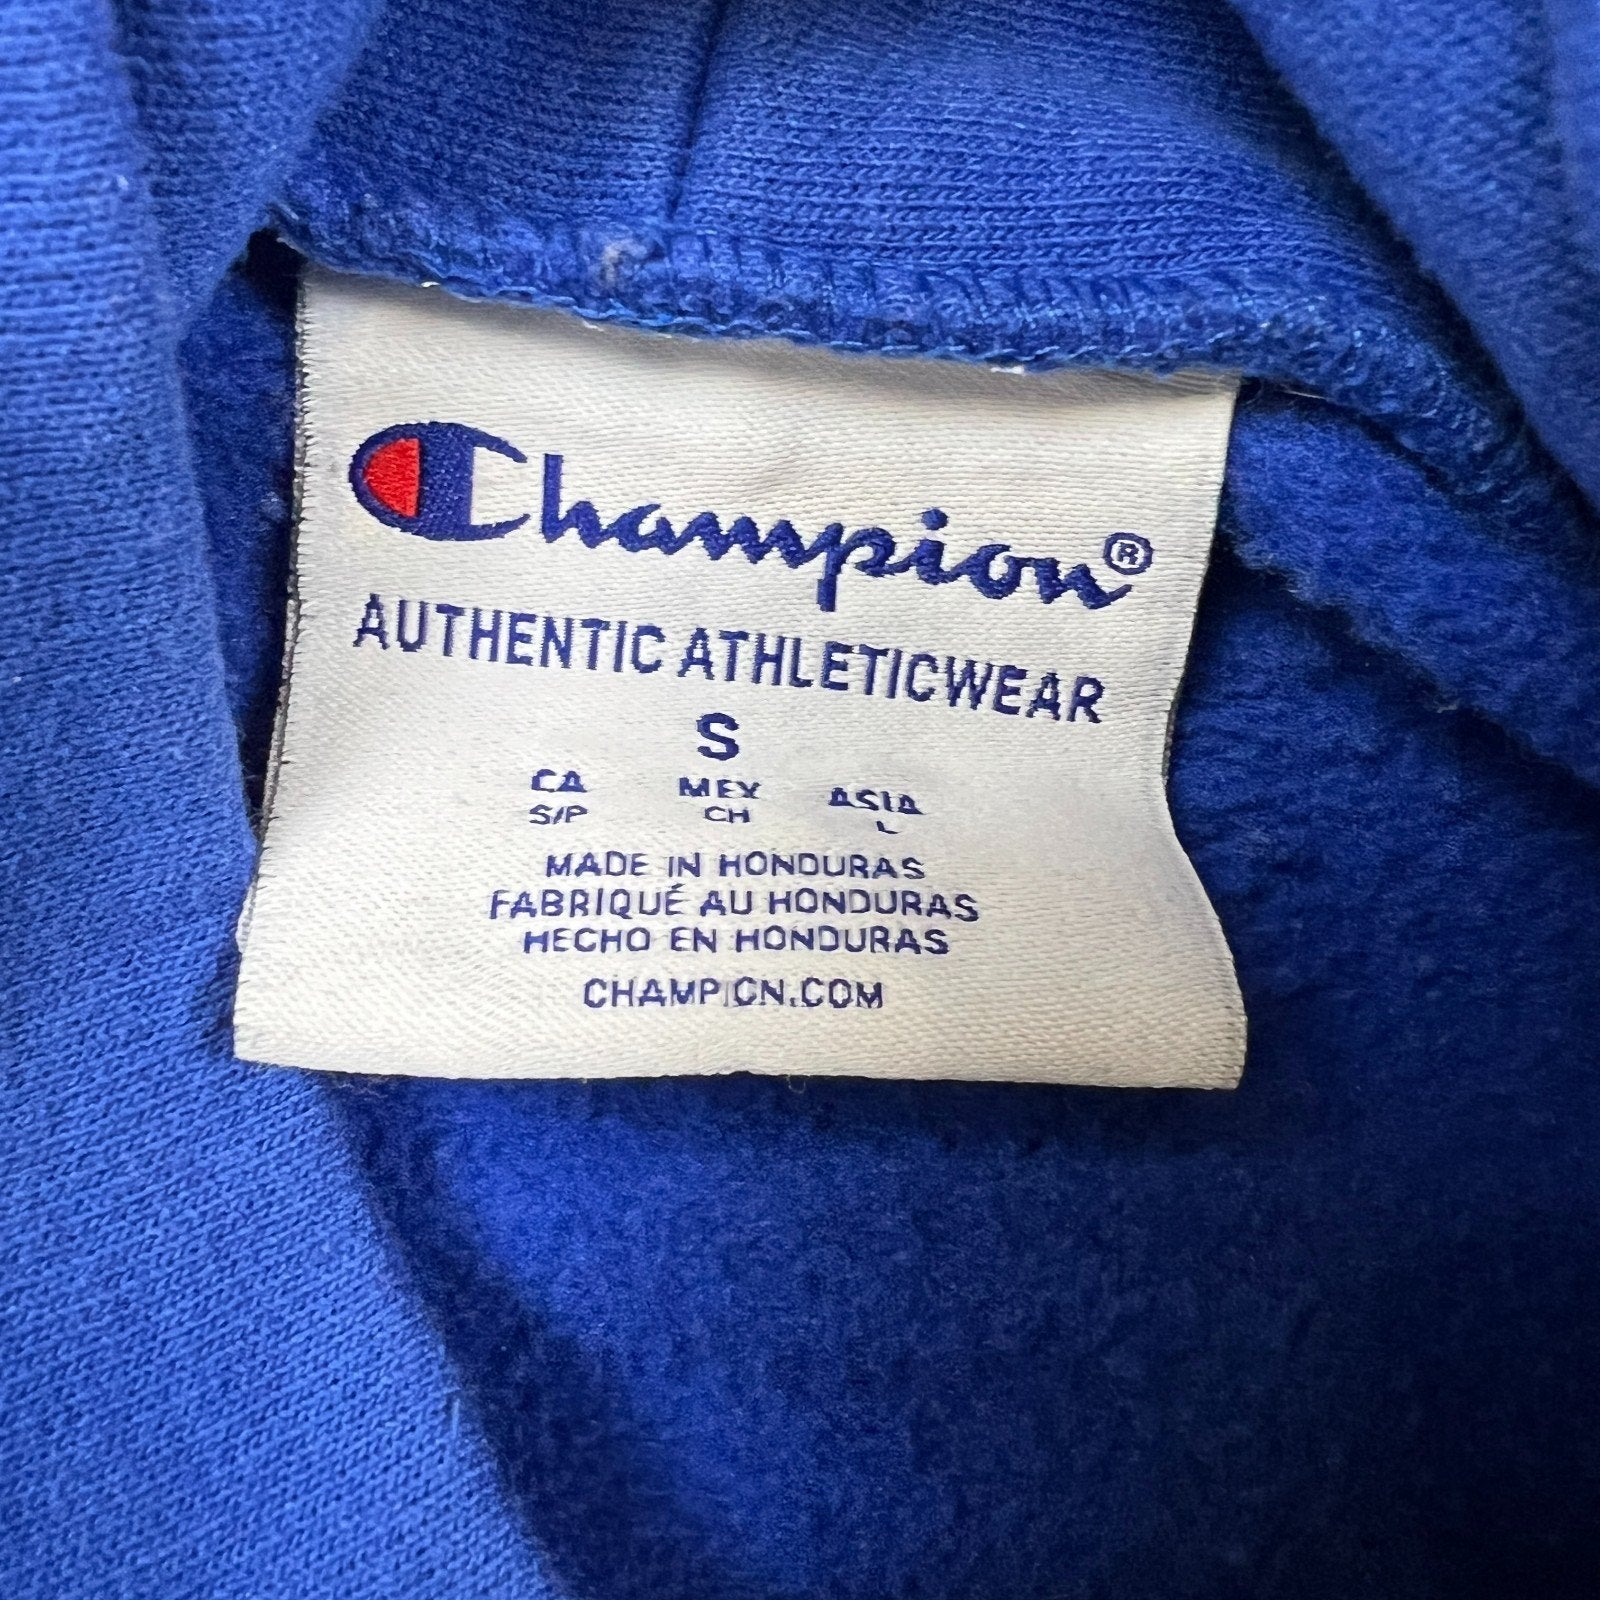 Champion®
AUTHENTIC ATHLETICWEAR
S
CA MEX ASIA
S/P CH L
MADE IN HONDURAS
FABRIQUÉ AU HONDURAS
HECHO EN HONDURAS
CHAMPION.COM